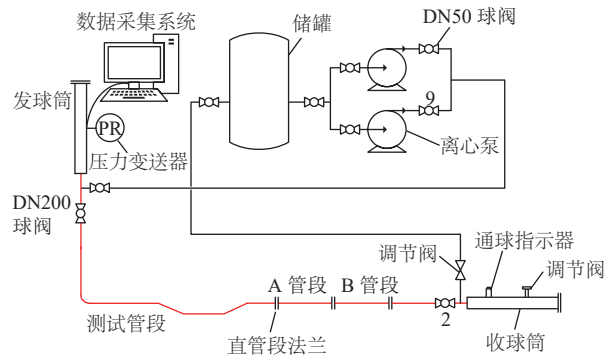 数据采集系统
储罐
DN50 球阀
发球筒
PR
压力变送器
9
离心泵
DN200
球阀
调节阀
通球指示器
调节阀
A 管段
B 管段
2
测试管段
直管段法兰
收球筒